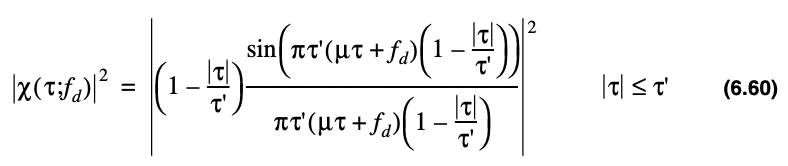 |χ(τ;f_d)|² = |(1 – |τ|/τ') sin(πτ'(μτ + f_d)(1 – |τ|/τ')) / πτ'(μτ + f_d)(1 – |τ|/τ')|² |τ| ≤ τ' (6.60)